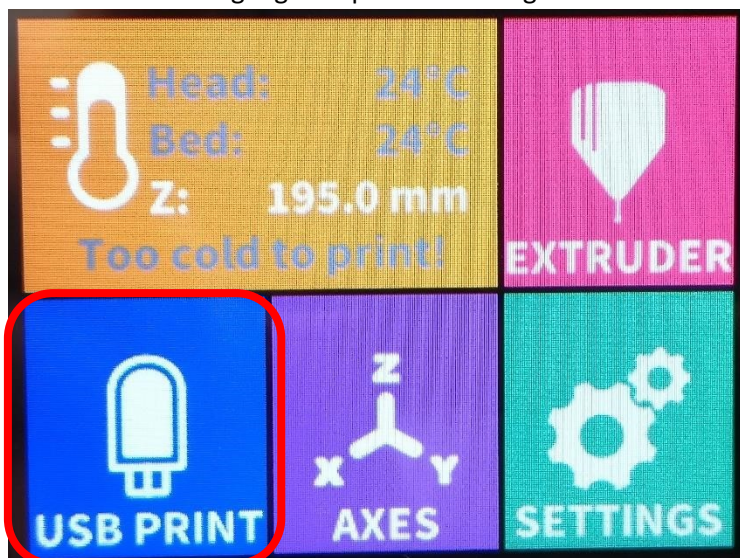 Head: 24°C
Bed: 24°C
Z: 195.0 mm
Too cold to print!
EXTRUDER
USB PRINT
Z
X Y
AXES
SETTINGS